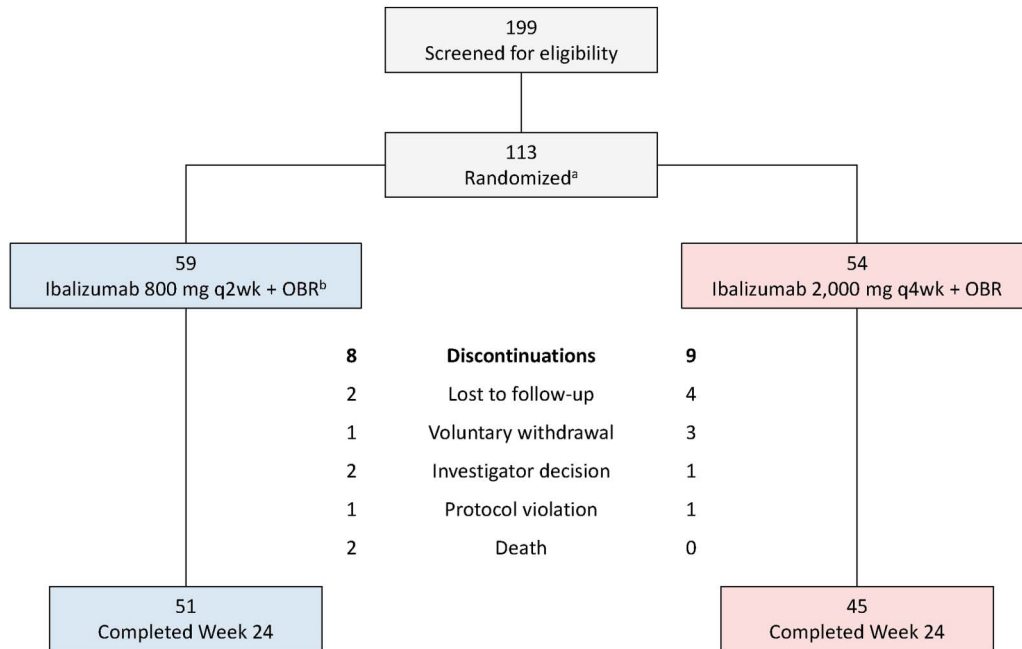 199
Screened for eligibility
113
Randomizedᵃ
59
Ibalizumab 800 mg q2wk + OBRᵇ
54
Ibalizumab 2,000 mg q4wk + OBR
8 Discontinuations 9
2 Lost to follow-up 4
1 Voluntary withdrawal 3
2 Investigator decision 1
1 Protocol violation 1
2 Death 0
51
Completed Week 24
45
Completed Week 24